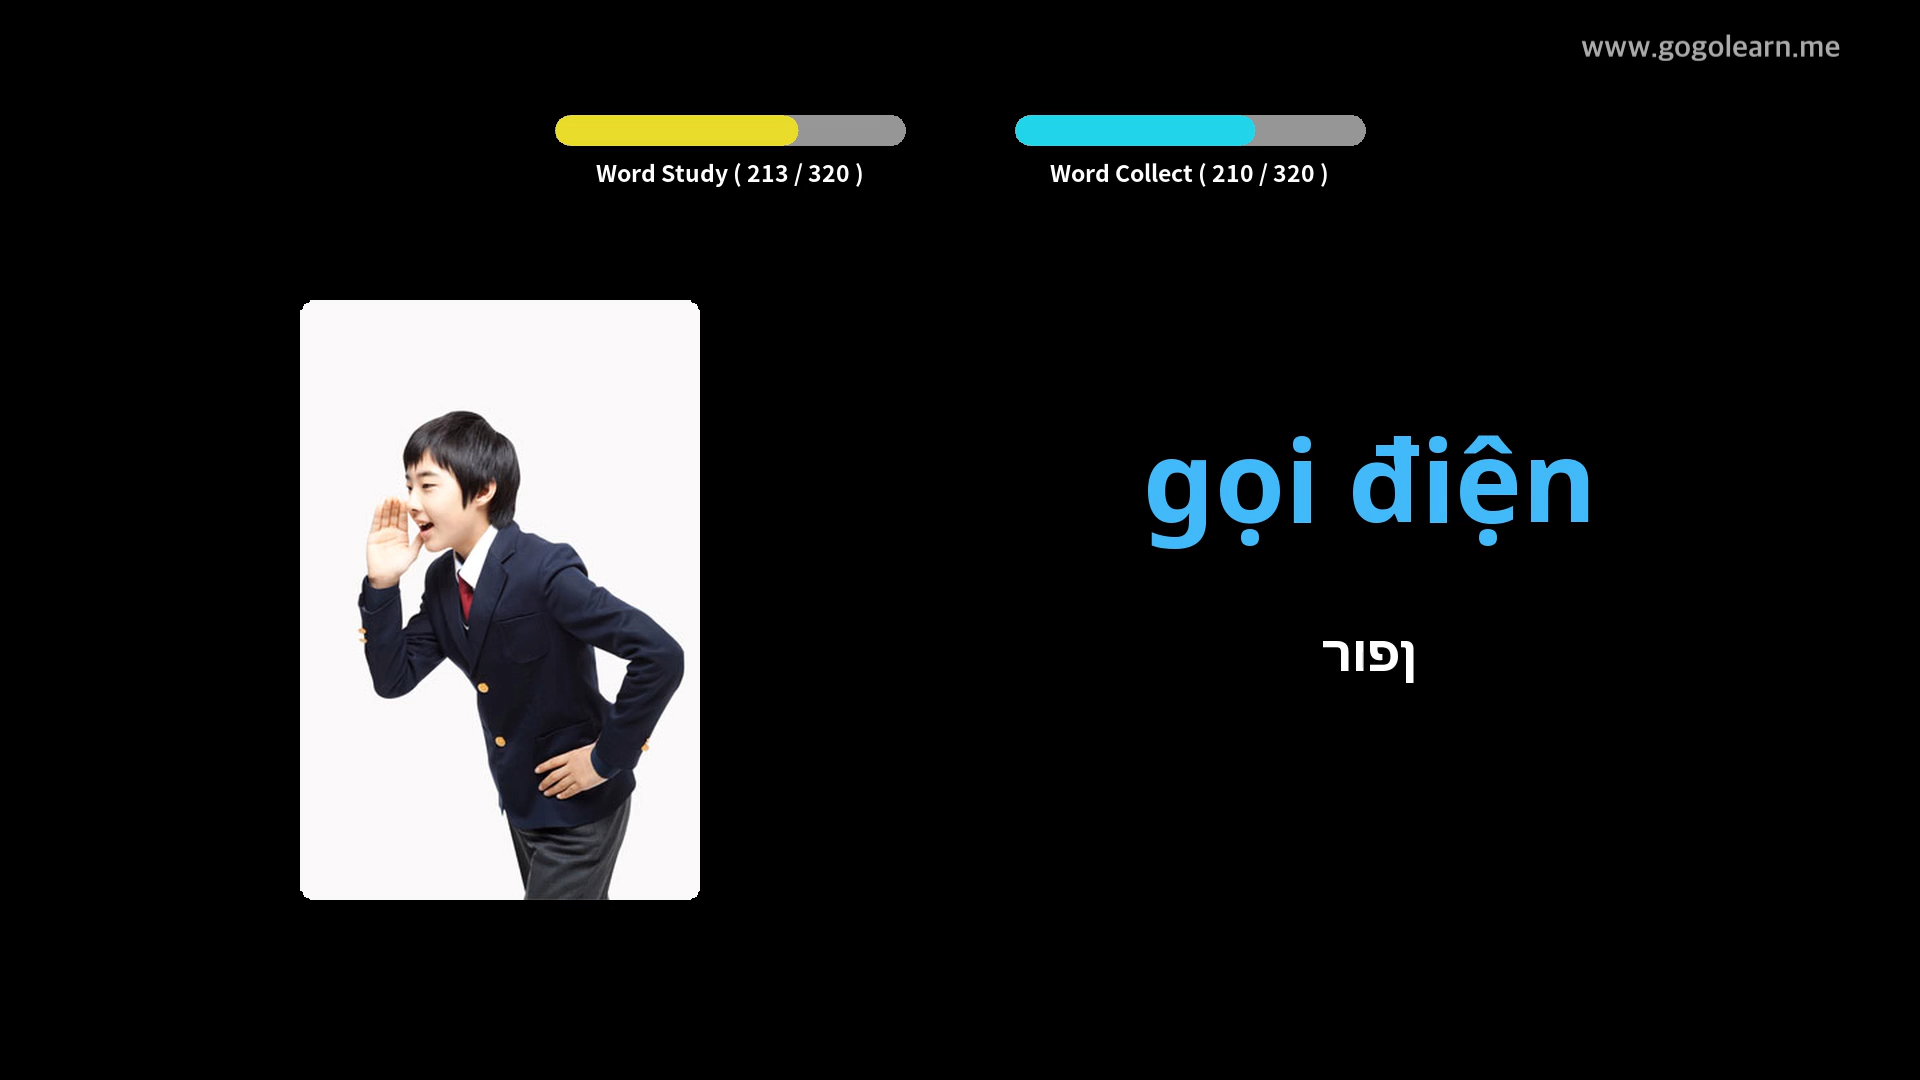 www.gogolearn.me
Word Study ( 213 / 320 )
Word Collect ( 210 / 320 )
gọi điện
ןפור